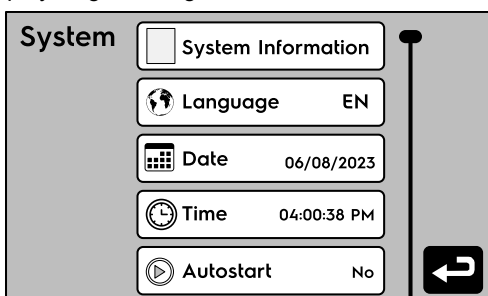 System
System Information
Language EN
Date 06/08/2023
Time 04:00:38 PM
Autostart No